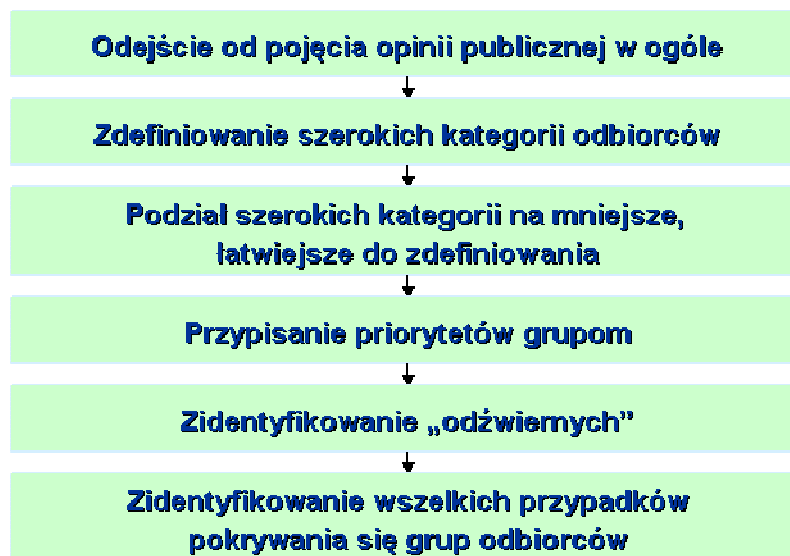 Odejście od pojęcia opinii publicznej w ogóle
Zdefiniowanie szerokich kategorii odbiorców
Podział szerokich kategorii na mniejsze,
łatwiejsze do zdefiniowania
Przypisanie priorytetów grupom
Zidentyfikowanie „odźwiernych”
Zidentyfikowanie wszelkich przypadków
pokrywania się grup odbiorców